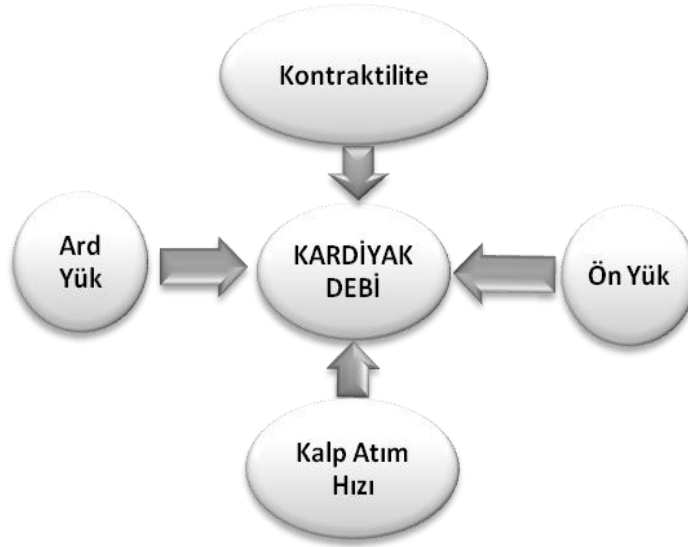 Kontraktilite
Ard
Yük
KARDİYAK
DEBİ
Ön Yük
Kalp Atım
Hızı